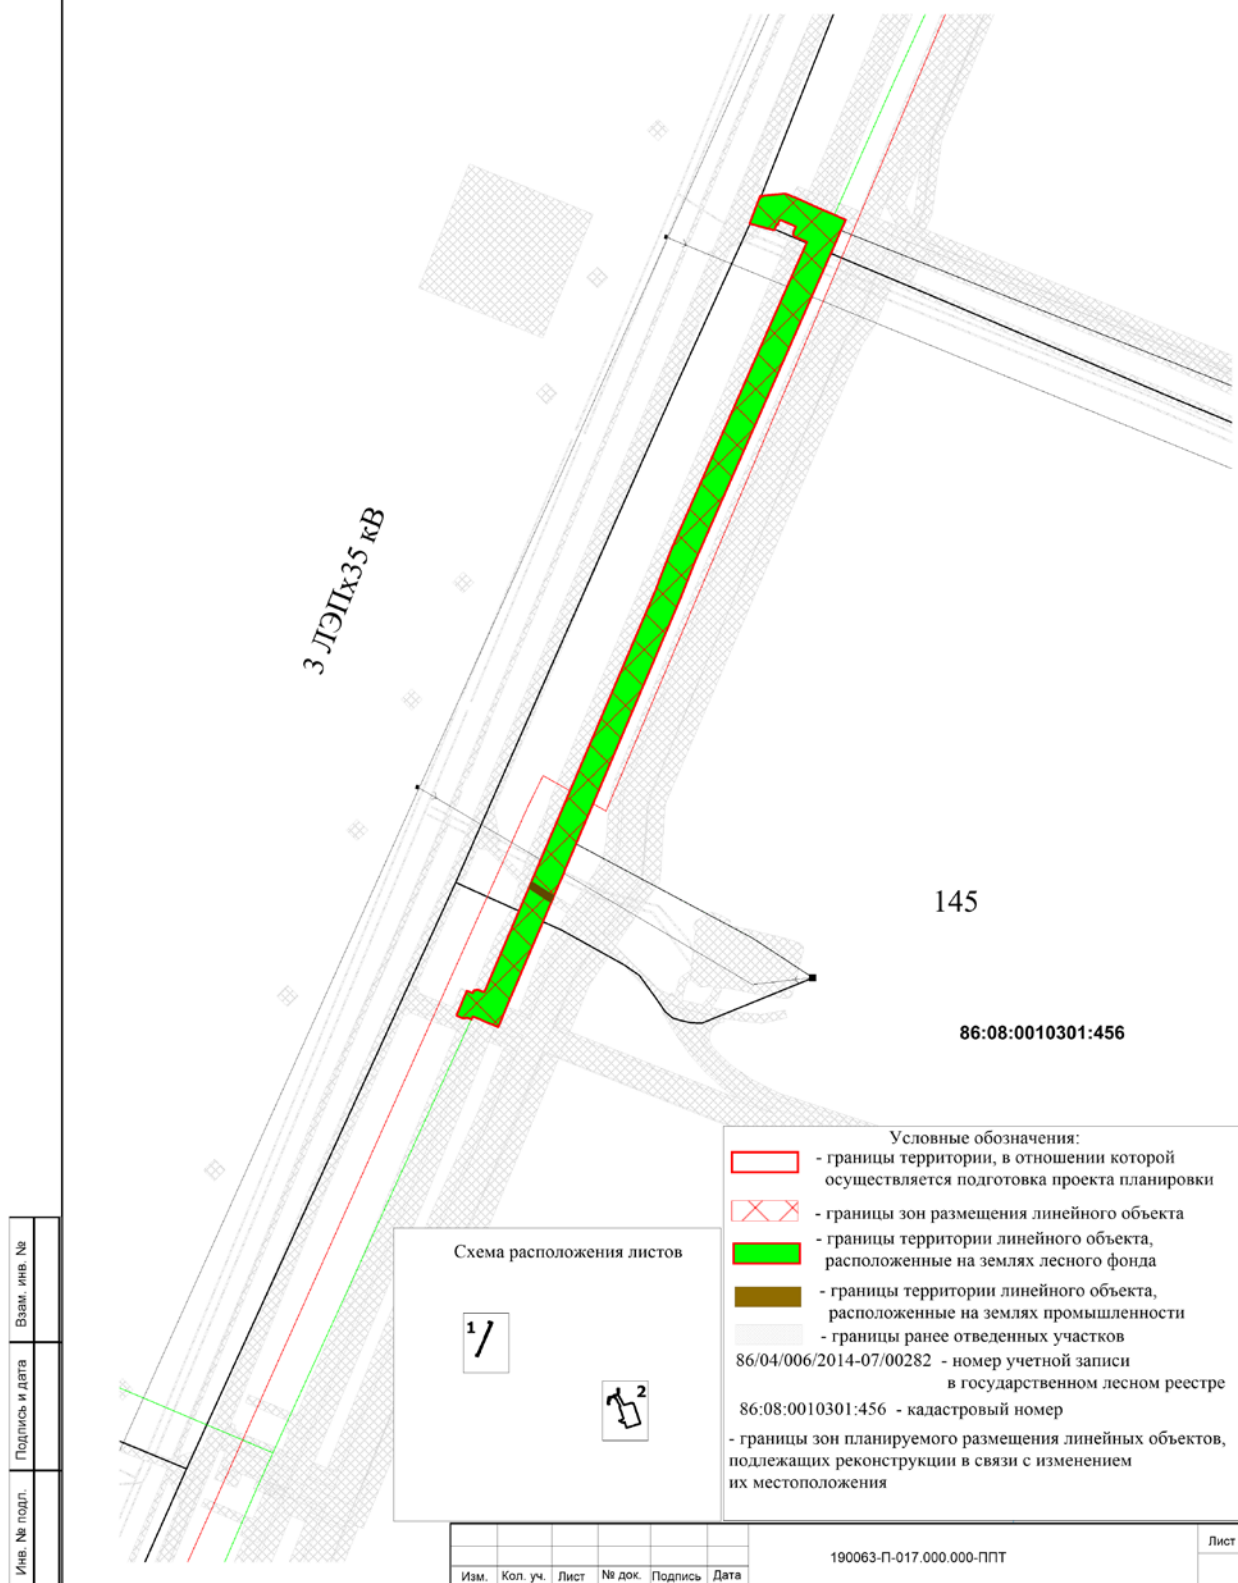 3 ЛЭПх35 кВ
145
86:08:0010301:456
Условные обозначения:
- границы территории, в отношении которой
осуществляется подготовка проекта планировки
- границы зон размещения линейного объекта
- границы территории линейного объекта,
расположенные на землях лесного фонда
- границы территории линейного объекта,
расположенные на землях промышленности
- границы ранее отведенных участков
86/04/006/2014-07/00282 - номер учетной записи
в государственном лесном реестре
86:08:0010301:456 - кадастровый номер
- границы зон планируемого размещения линейных объектов,
подлежащих реконструкции в связи с изменением
их местоположения
Схема расположения листов
1
2
Взам. инв. №
Подпись и дата
Инв. № подл.
Изм. Кол. уч. Лист № док. Подпись Дата
190063-П-017.000.000-ППТ
Лист